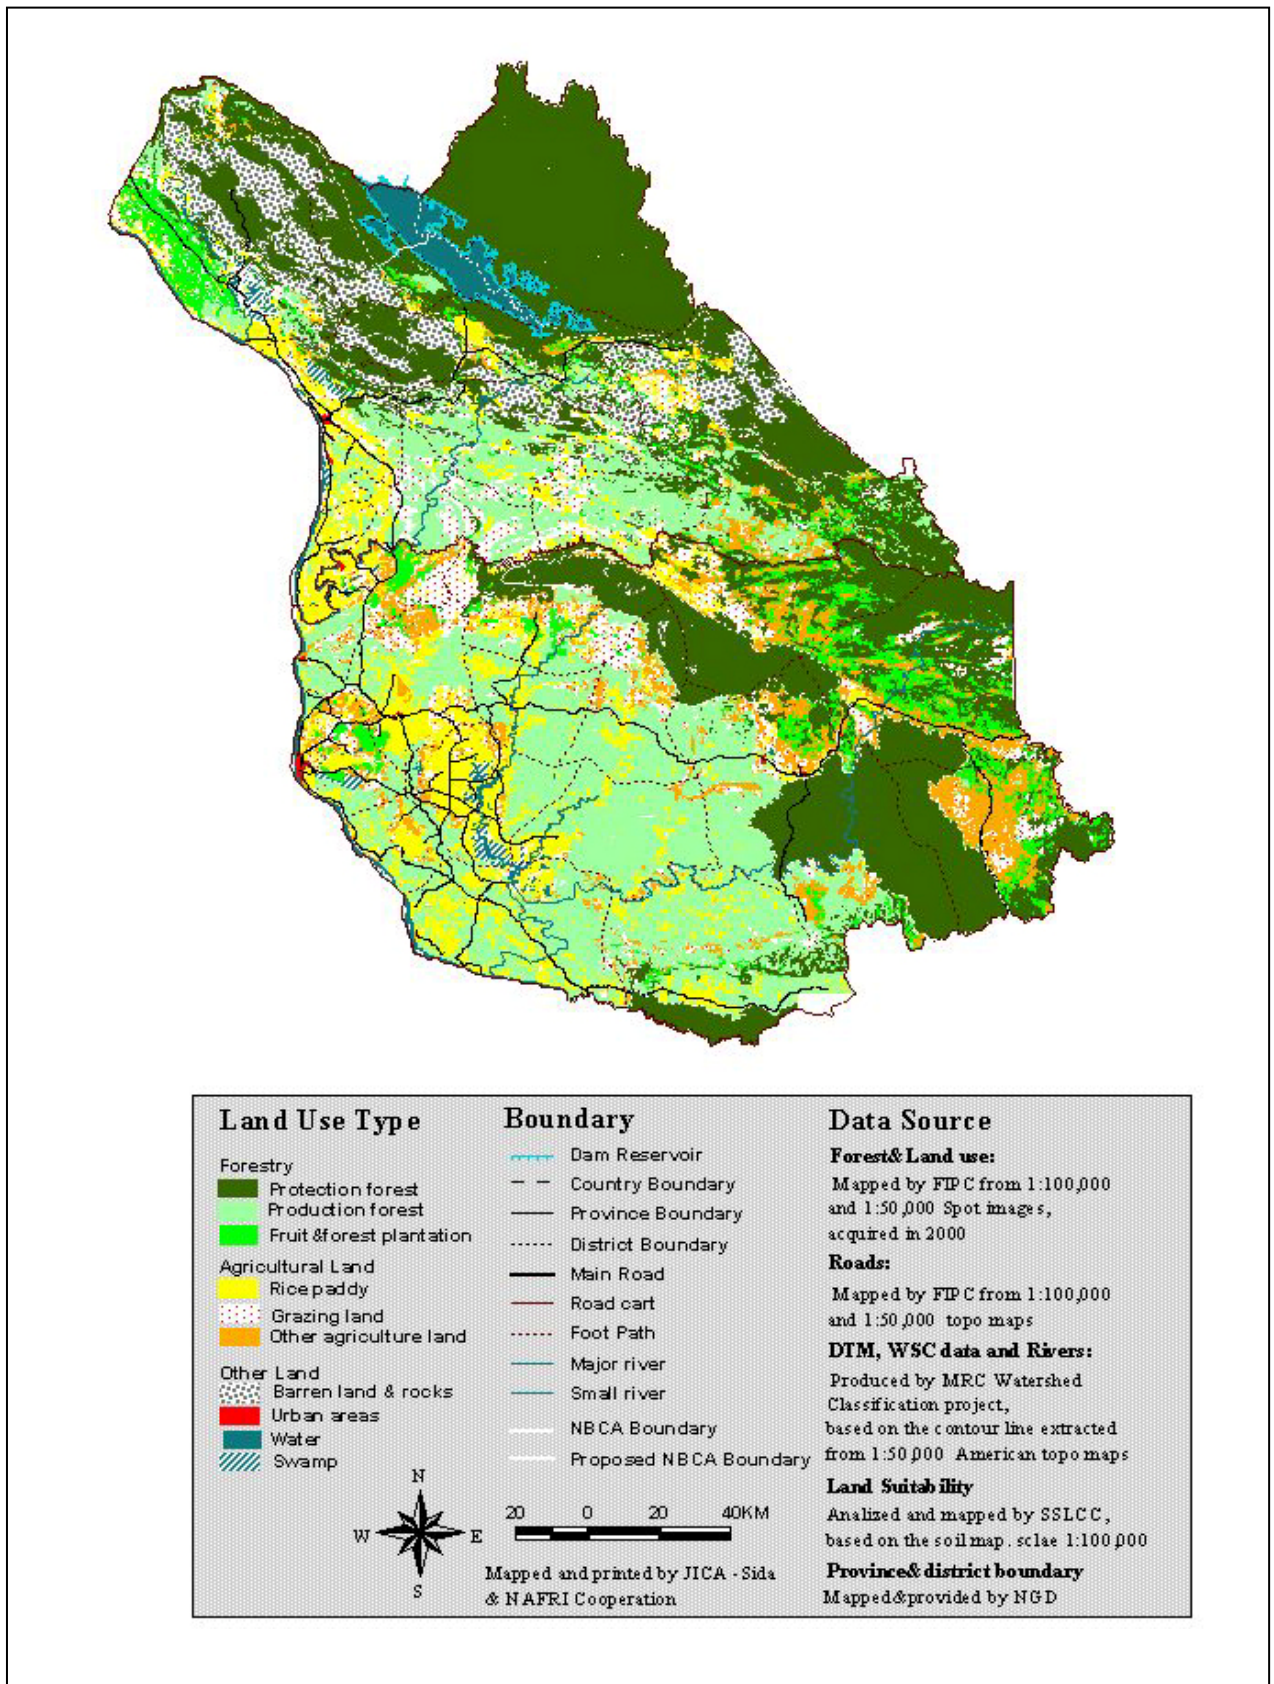 Land Use Type
Forestry
Protection forest
Production forest
Fruit &forest plantation
Agricultural Land
Rice paddy
Grazing land
Other agriculture land
Other Land
Barren land & rocks
Urban areas
Water
Swamp
Boundary
Dam Reservoir
Country Boundary
Province Boundary
District Boundary
Main Road
Road cart
Foot Path
Major river
Small river
NBCA Boundary
Proposed NBCA Boundary
Data Source
Forest& Land use:
Mapped by FIPC from 1:100,000
and 1:50,000 Spot images,
acquired in 2000
Roads:
Mapped by FIPC from 1:100,000
and 1:50,000 topo maps
DTM, WSC data and Rivers:
Produced by MRC Watershed
Classification project,
based on the contour line extracted
from 1:50,000 American topo maps
Land Suitability
Analized and mapped by SSLCC,
based on the soil map. sclae 1:100,000
Province& district boundary
Mapped&provided by NGD
N
W
E
S
20 0 20 40KM
Mapped and printed by JICA - Sida
& NAFRI Cooperation